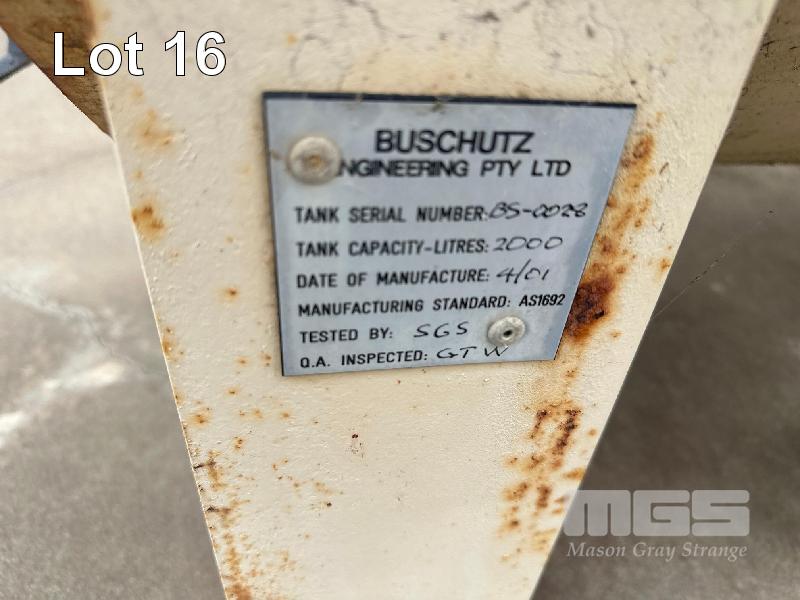 Lot 16
BUSCHUTZ
NGINEERING PTY LTD
TANK SERIAL NUMBER: BS-0028
TANK CAPACITY-LITRES: 2000
DATE OF MANUFACTURE: 4/01
MANUFACTURING STANDARD: AS1692
TESTED BY: SGS
Q.A. INSPECTED: GTW
MGS
Mason Gray Strange